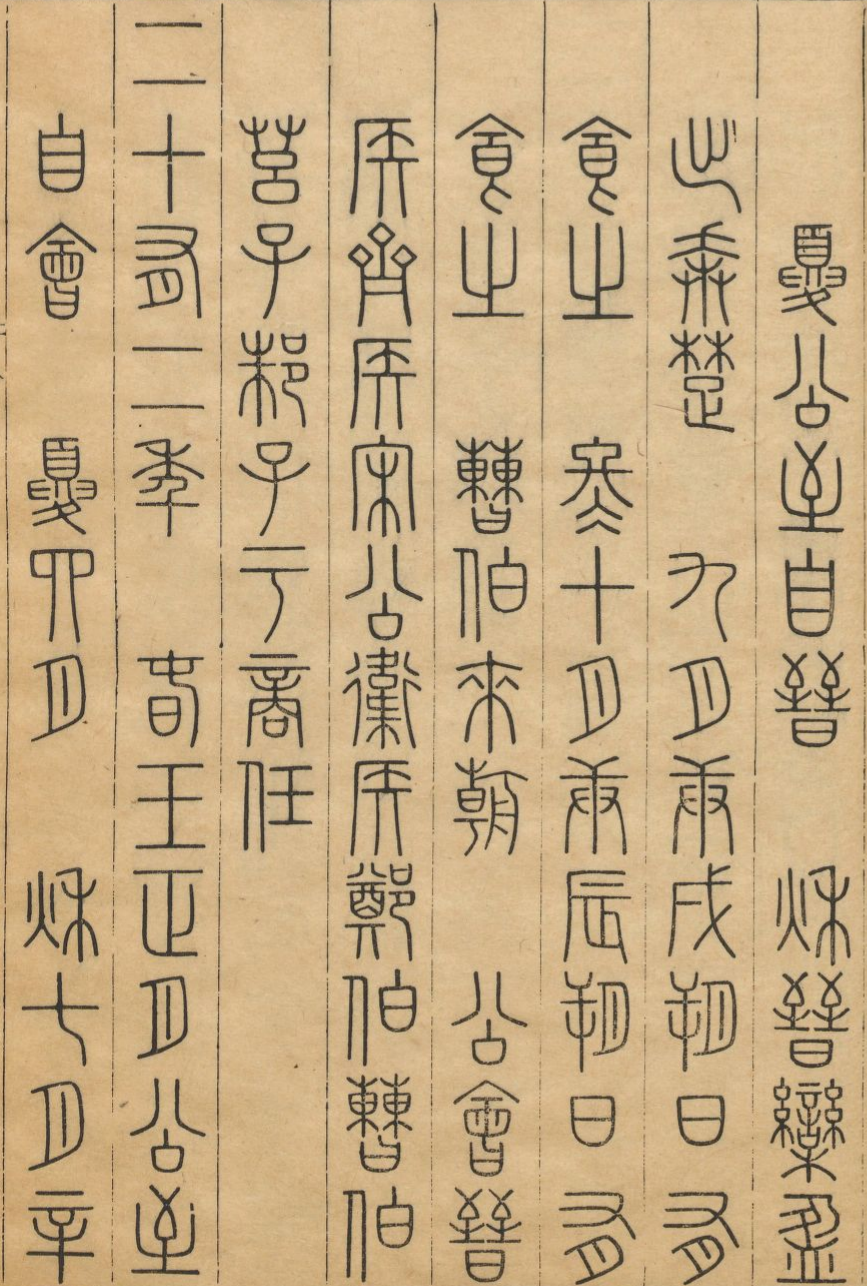 夏公至自晉　秋晉欒盈
出奔楚　九月庚戌朔日有
食之　冬十月庚辰朔日有
食之　曹伯來朝　公會晉
侯齊侯宋公衛侯鄭伯曹伯
莒子邾子于商任
二十有二年　春王正月公至
自會　夏四月　秋七月辛